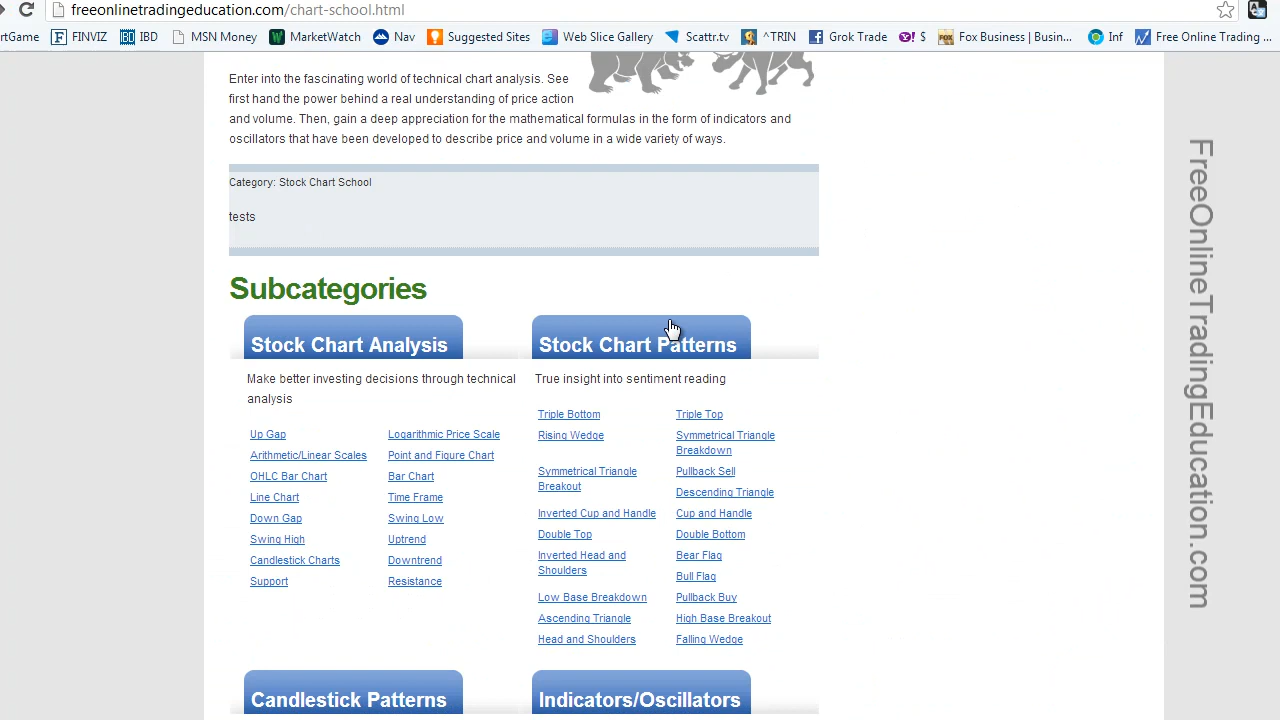 freeonlinetradingeducation.com/chart-school.html
rtGame FINVIZ IBD MSN Money MarketWatch Nav Suggested Sites Web Slice Gallery Scattr.tv ^TRIN Grok Trade $ Fox Business | Busin... Inf Free Online Trading ...
Enter into the fascinating world of technical chart analysis. See
first hand the power behind a real understanding of price action
and volume. Then, gain a deep appreciation for the mathematical formulas in the form of indicators and
oscillators that have been developed to describe price and volume in a wide variety of ways.
Category: Stock Chart School
tests
Subcategories
Stock Chart Analysis
Make better investing decisions through technical
analysis
Up Gap Logarithmic Price Scale
Arithmetic/Linear Scales Point and Figure Chart
OHLC Bar Chart Bar Chart
Line Chart Time Frame
Down Gap Swing Low
Swing High Uptrend
Candlestick Charts Downtrend
Support Resistance
Stock Chart Patterns
True insight into sentiment reading
Triple Bottom Triple Top
Rising Wedge Symmetrical Triangle
Breakdown
Symmetrical Triangle Pullback Sell
Breakout Descending Triangle
Inverted Cup and Handle Cup and Handle
Double Top Double Bottom
Inverted Head and Bear Flag
Shoulders Bull Flag
Low Base Breakdown Pullback Buy
Ascending Triangle High Base Breakout
Head and Shoulders Falling Wedge
Candlestick Patterns
Indicators/Oscillators
FreeOnlineTradingEducation.com